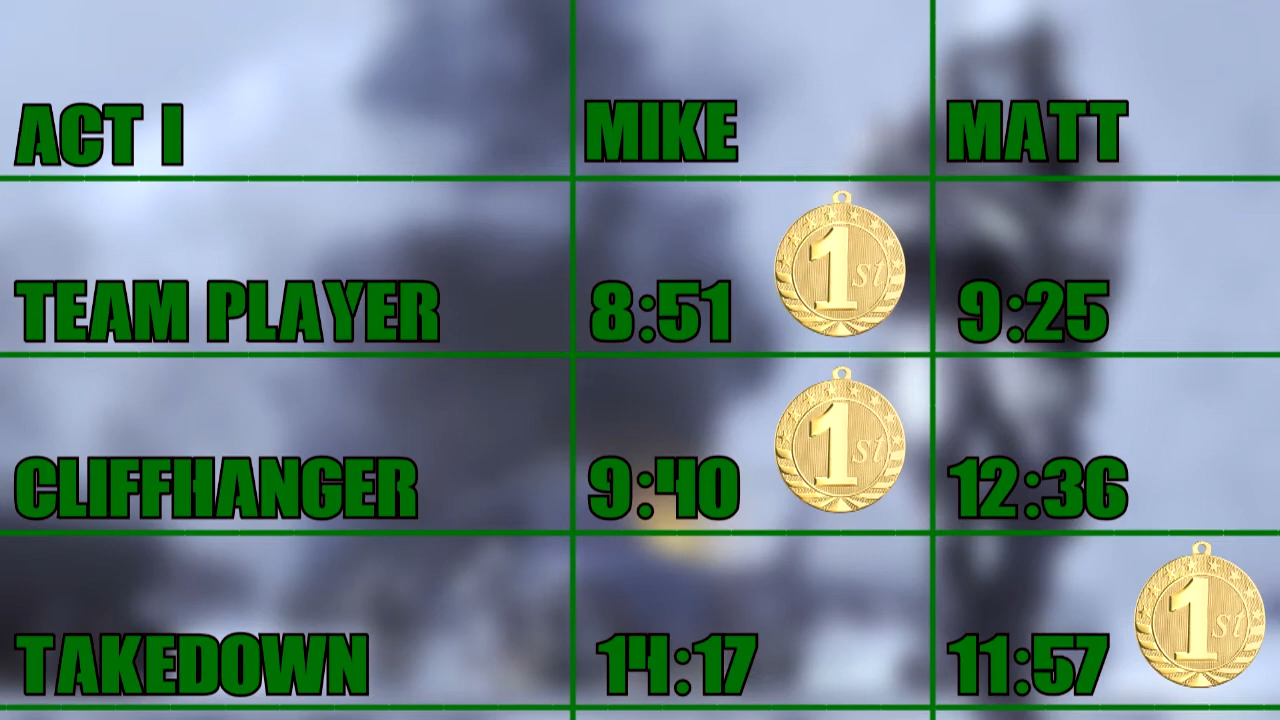 ACT I MIKE MATT
TEAM PLAYER 8:51 1st 9:25
CLIFFHANGER 9:40 1st 12:36
TAKEDOWN 14:17 11:57 1st